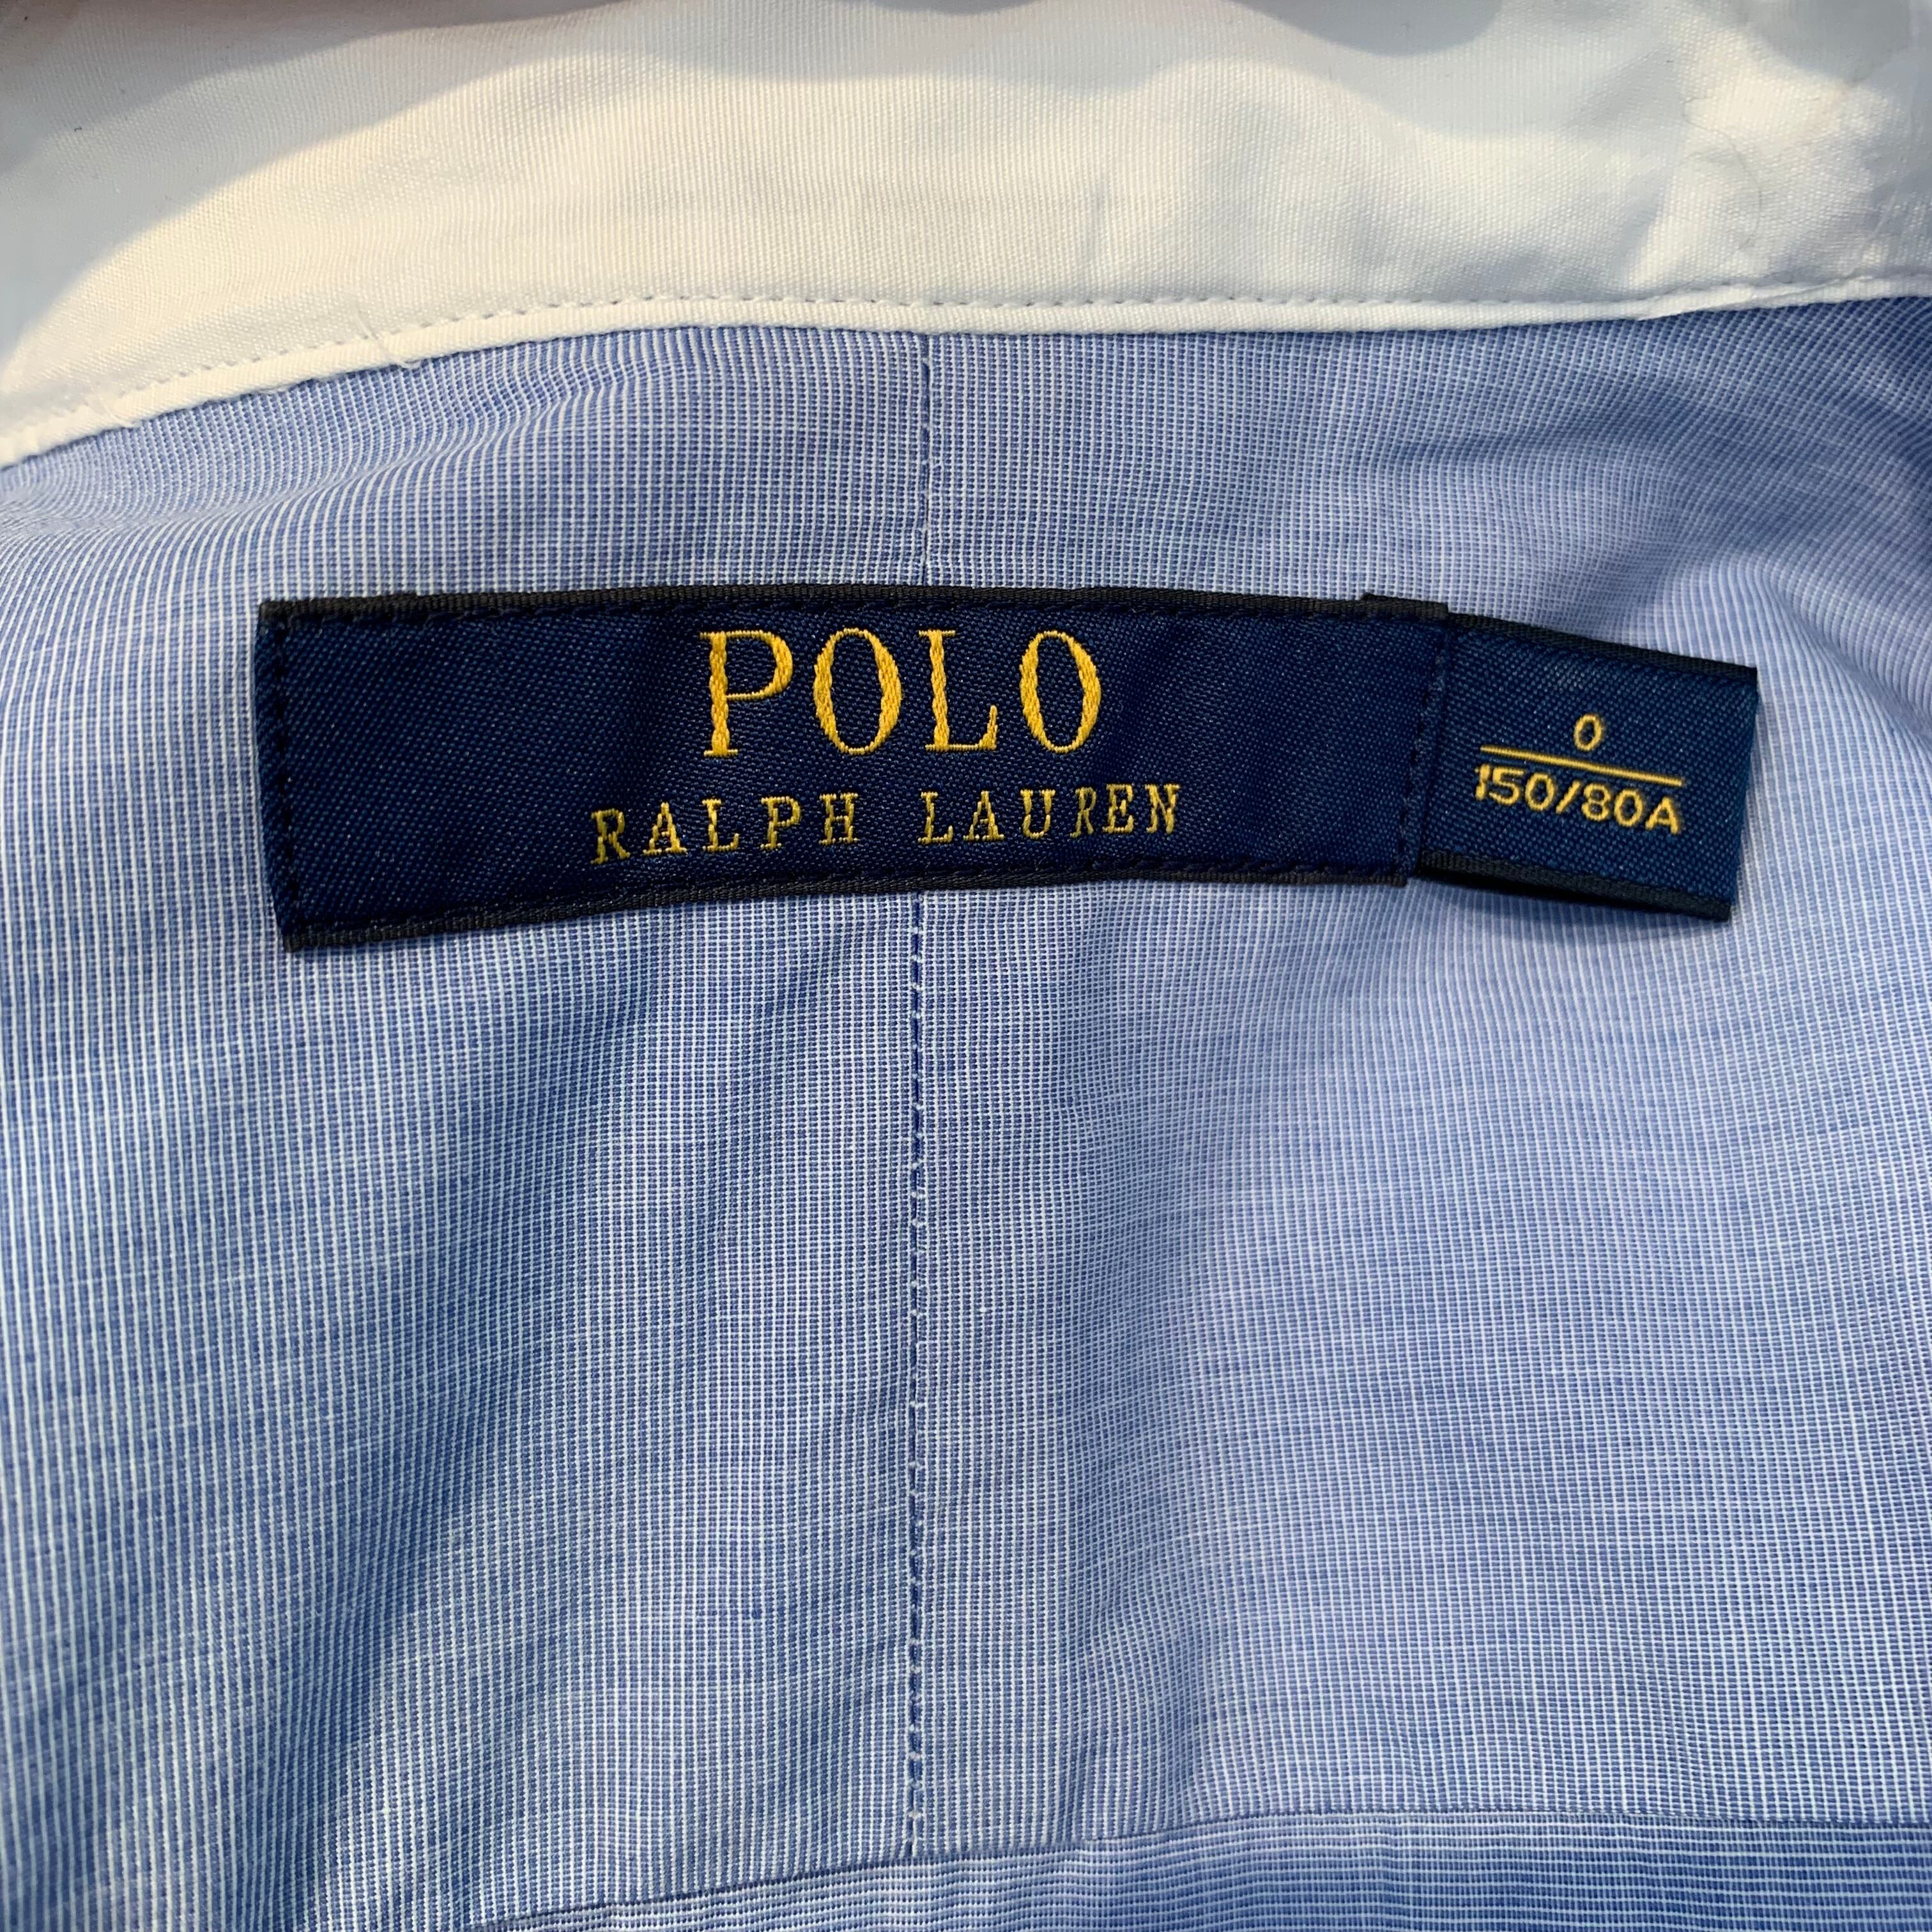 POLO
RALPH LAUREN
0
150/80A